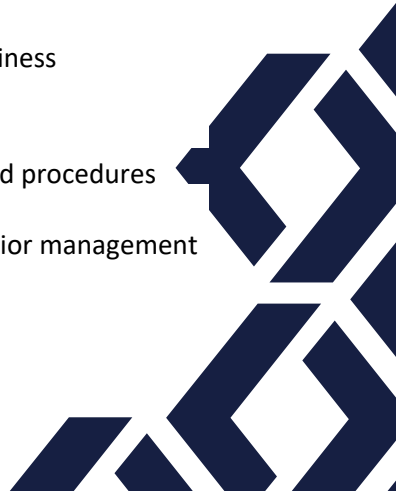 iness
d procedures
ior management